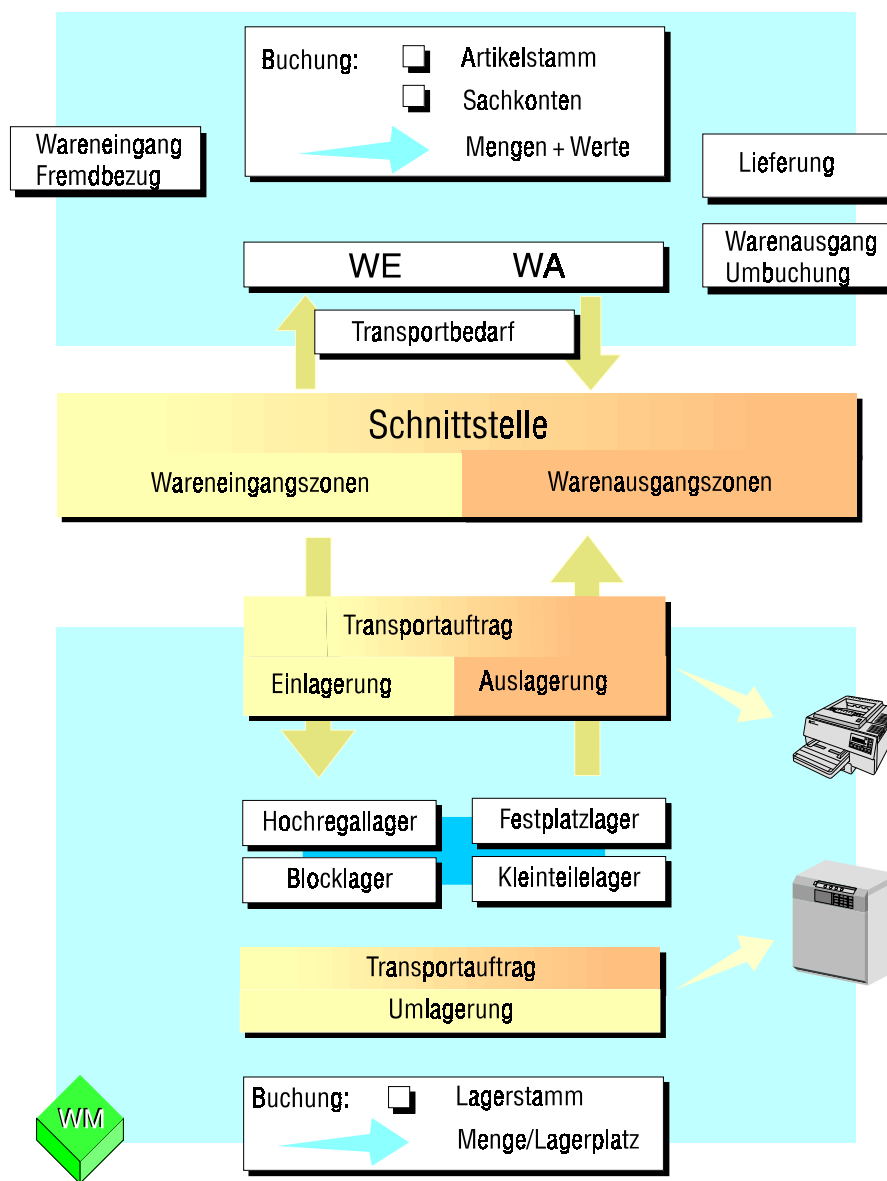 Buchung: Artikelstamm
Sachkonten
Mengen + Werte
Wareneingang
Fremdbezug
Lieferung
Warenausgang
Umbuchung
WE WA
Transportbedarf
Schnittstelle
Wareneingangszonen Warenausgangszonen
Transportauftrag
Einlagerung Auslagerung
Hochregallager Festplatzlager
Blocklager Kleinteilelager
Transportauftrag
Umlagerung
Buchung: Lagerstamm
Menge/Lagerplatz
WM